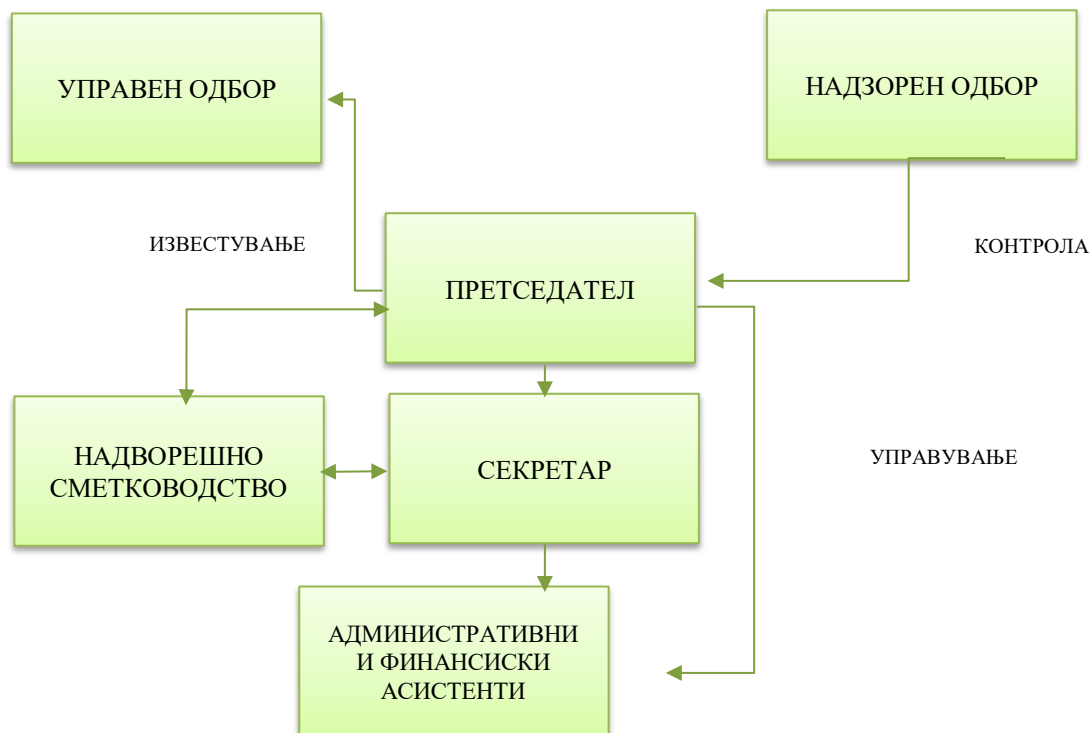 УПРАВЕН ОДБОР
НАДЗОРЕН ОДБОР
ИЗВЕСТУВАЊЕ
КОНТРОЛА
ПРЕТСЕДАТЕЛ
НАДВОРЕШНО
СМЕТКОВОДСТВО
СЕКРЕТАР
УПРАВУВАЊЕ
АДМИНИСТРАТИВНИ
И ФИНАНСИСКИ
АСИСТЕНТИ